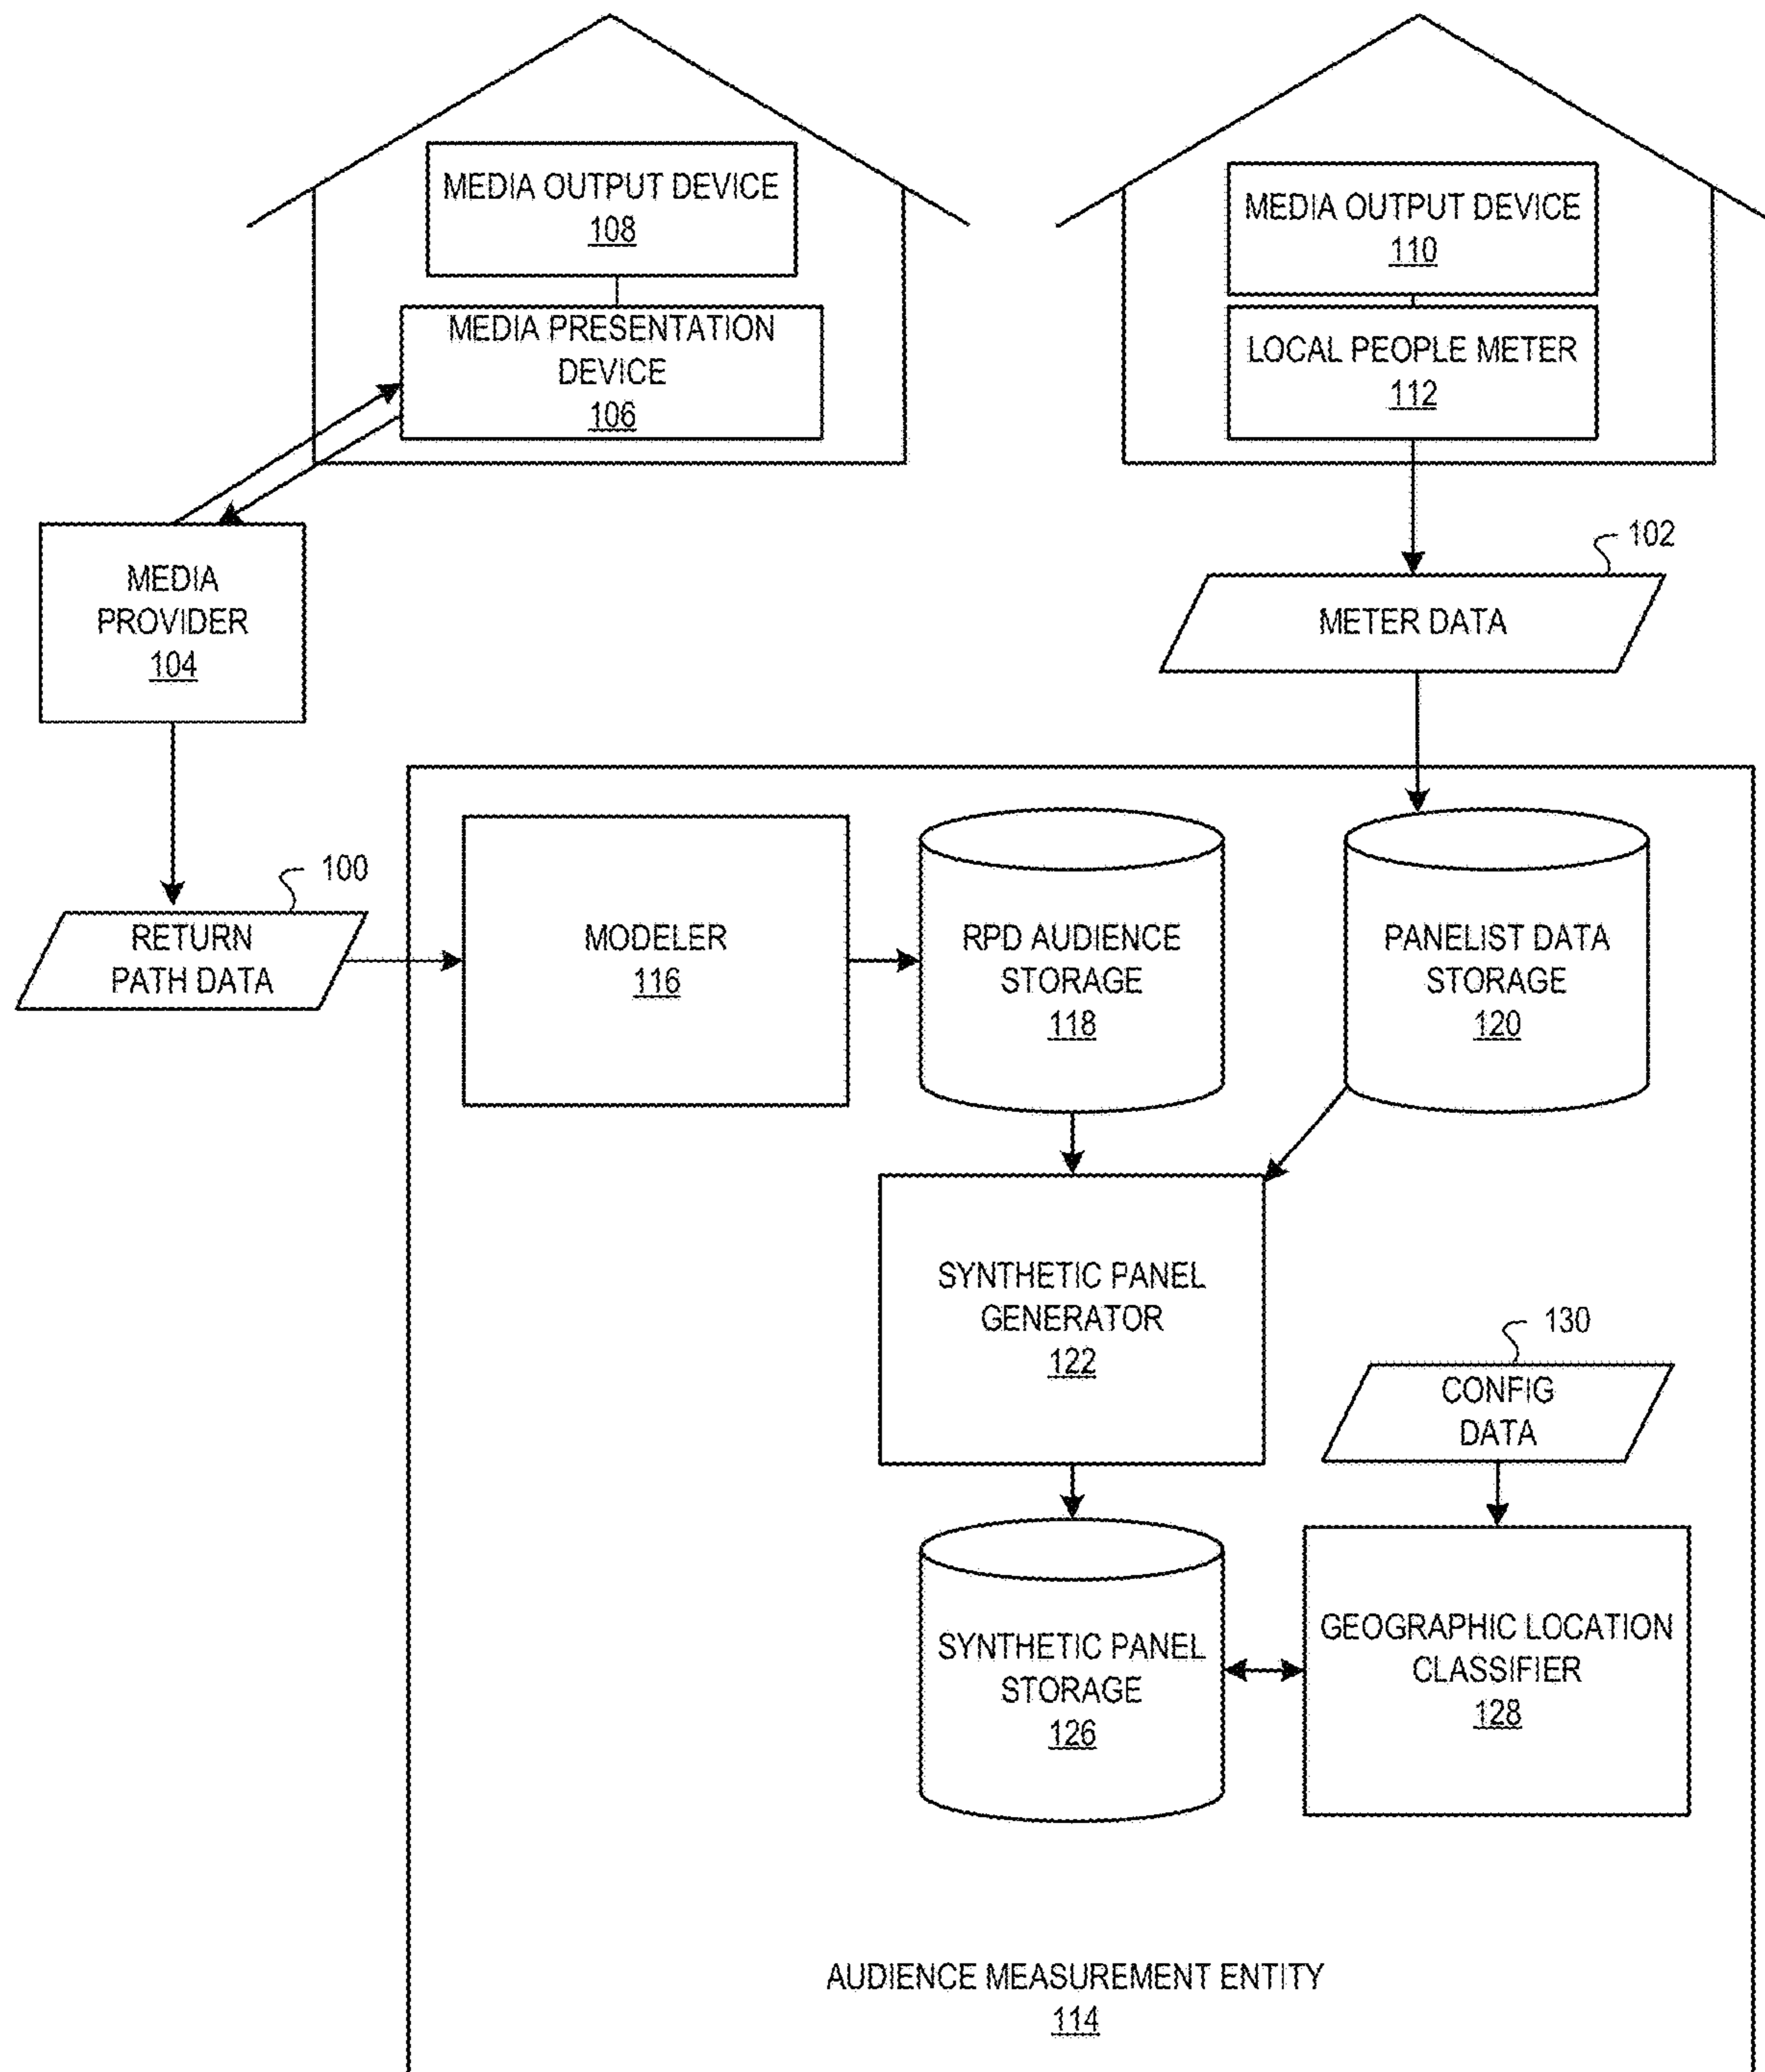 MEDIA OUTPUT DEVICE
108
MEDIA PRESENTATION
DEVICE
106
MEDIA OUTPUT DEVICE
110
LOCAL PEOPLE METER
112
MEDIA
PROVIDER
104
102
METER DATA
100
RETURN
PATH DATA
MODELER
116
RPD AUDIENCE
STORAGE
118
PANELIST DATA
STORAGE
120
SYNTHETIC PANEL
GENERATOR
122
130
CONFIG
DATA
SYNTHETIC PANEL
STORAGE
126
GEOGRAPHIC LOCATION
CLASSIFIER
128
AUDIENCE MEASUREMENT ENTITY
114